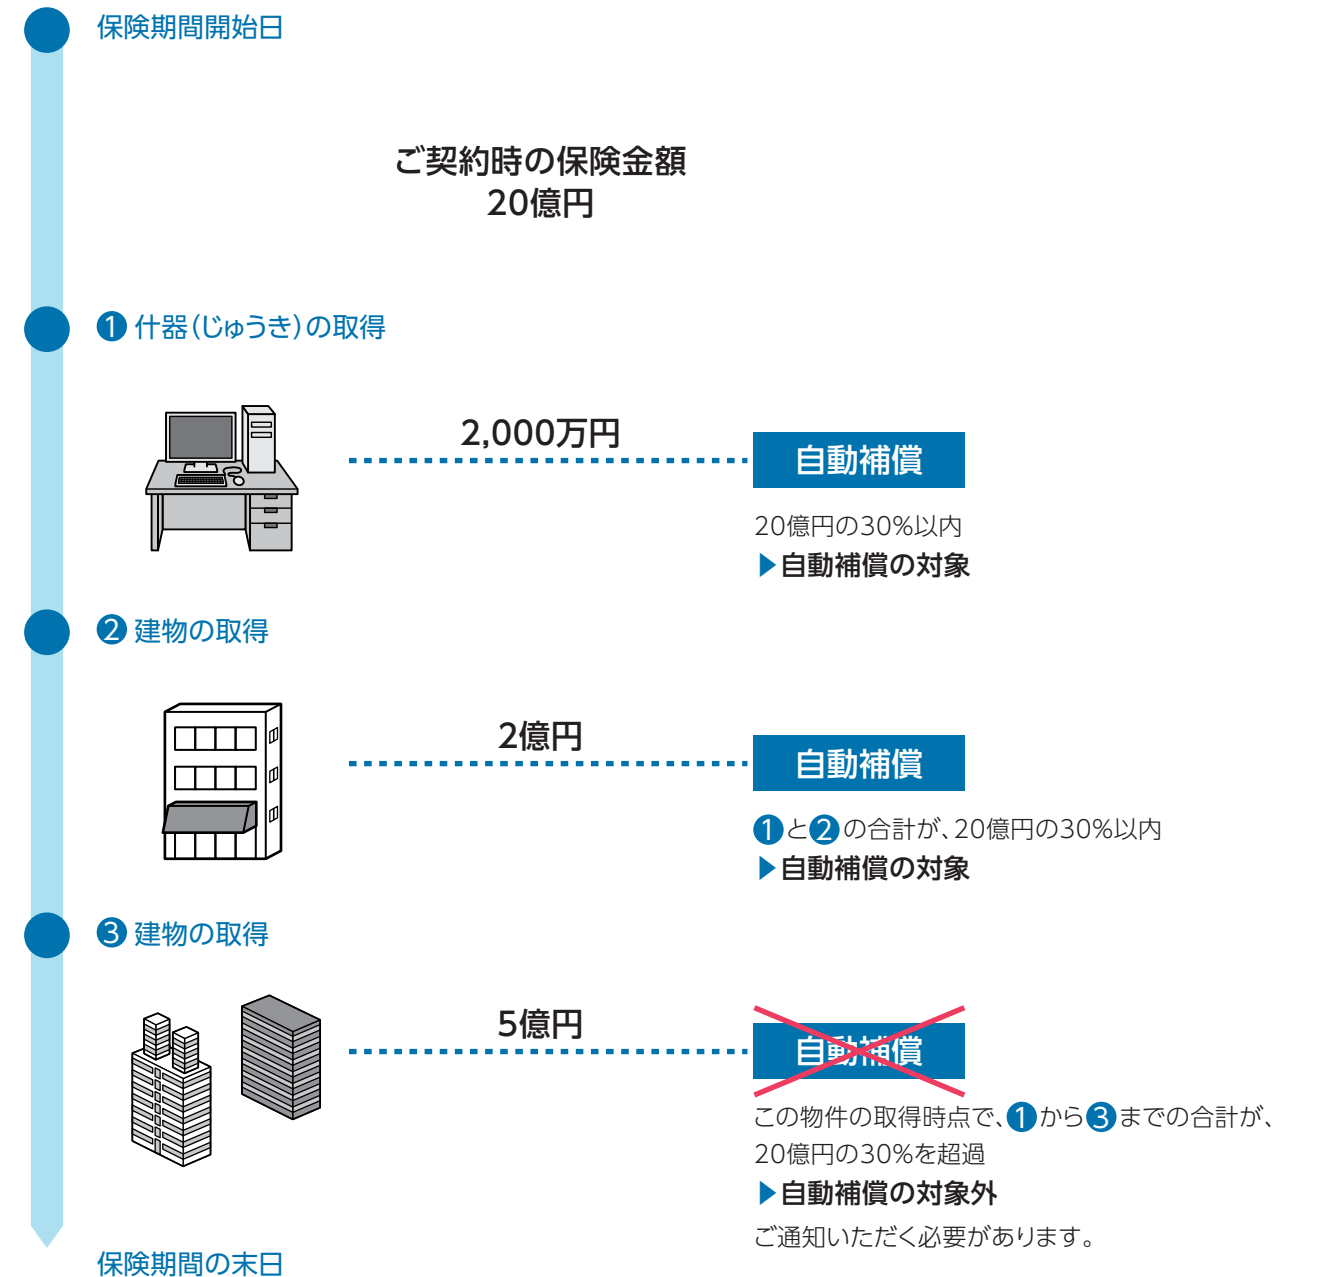 保険期間開始日
ご契約時の保険金額
20億円
❶ 什器(じゅうき)の取得
2,000万円
自動補償
20億円の30%以内
▶自動補償の対象
❷ 建物の取得
2億円
自動補償
❶と❷の合計が、20億円の30%以内
▶自動補償の対象
❸ 建物の取得
5億円
自動補償
この物件の取得時点で、❶から❸までの合計が、
20億円の30%を超過
▶自動補償の対象外
ご通知いただく必要があります。
保険期間の末日